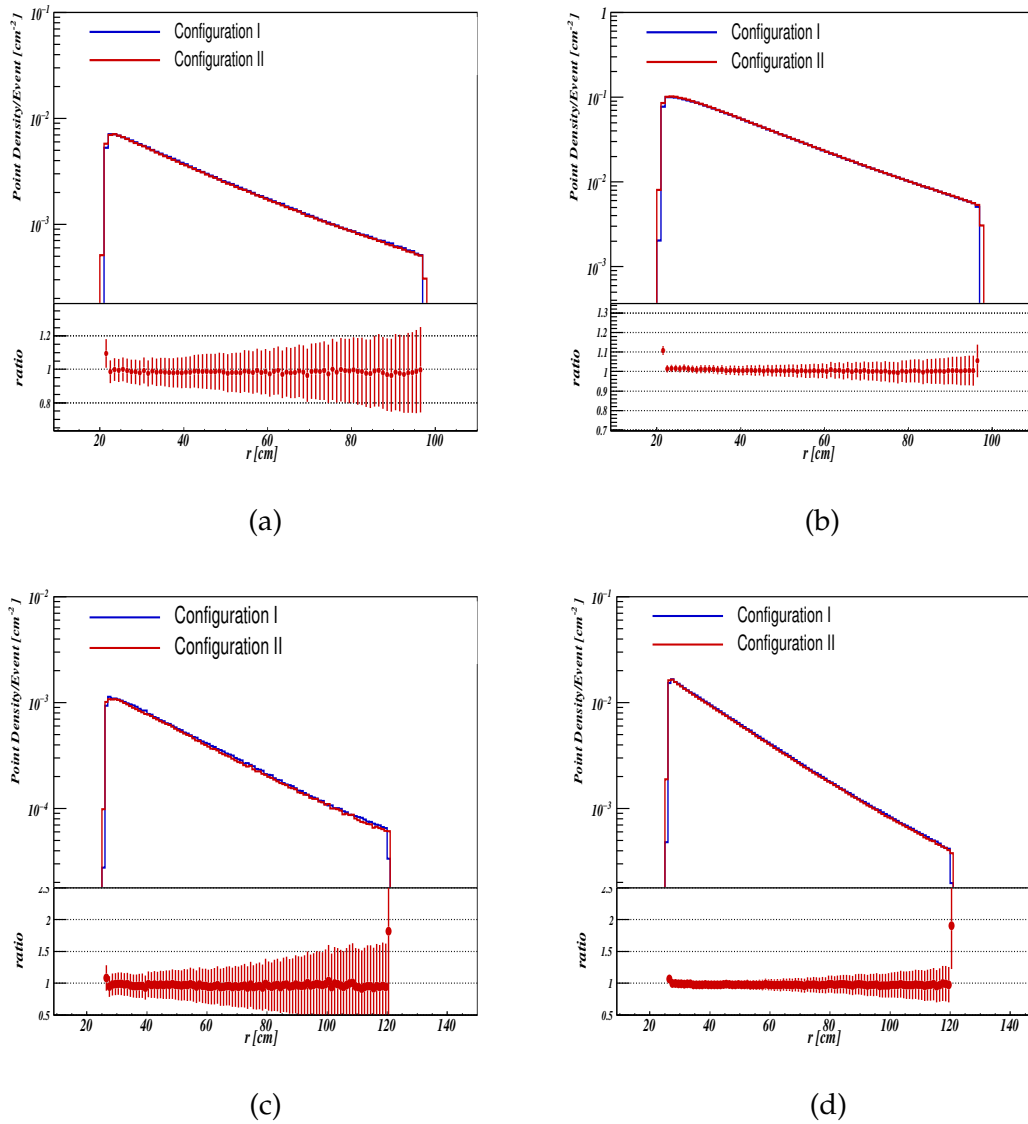 10⁻¹
Configuration I
Configuration II
10⁻²
10⁻³
Point Density/Event [cm⁻²]
1.2
1
0.8
ratio
20 40 60 80 100
r [cm]
(a)
1
Configuration I
Configuration II
10⁻¹
10⁻²
10⁻³
Point Density/Event [cm⁻²]
1.3
1.2
1.1
1
0.9
0.8
0.7
ratio
20 40 60 80 100
r [cm]
(b)
10⁻²
Configuration I
Configuration II
10⁻³
10⁻⁴
Point Density/Event [cm⁻²]
2.5
2
1.5
1
0.5
ratio
20 40 60 80 100 120 140
r [cm]
(c)
10⁻¹
Configuration I
Configuration II
10⁻²
10⁻³
Point Density/Event [cm⁻²]
2.5
2
1.5
1
0.5
ratio
20 40 60 80 100 120 140
r [cm]
(d)